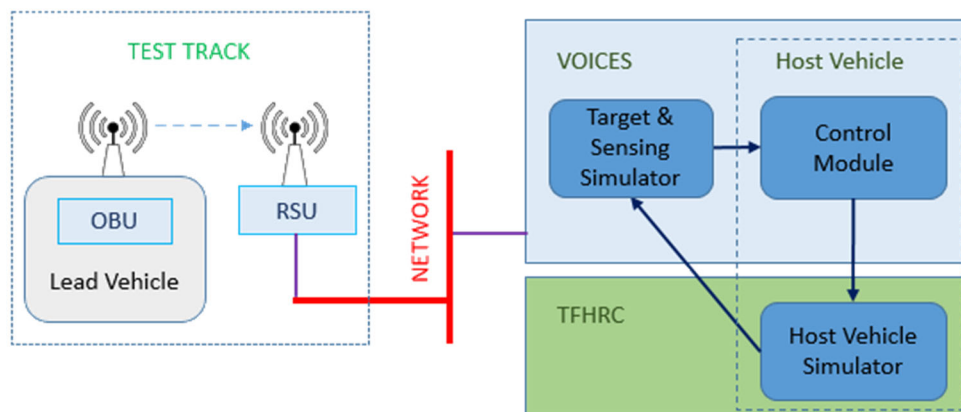 TEST TRACK
OBU
Lead Vehicle
RSU
NETWORK
VOICES
Host Vehicle
Target &
Sensing
Simulator
Control
Module
TFHRC
Host Vehicle
Simulator